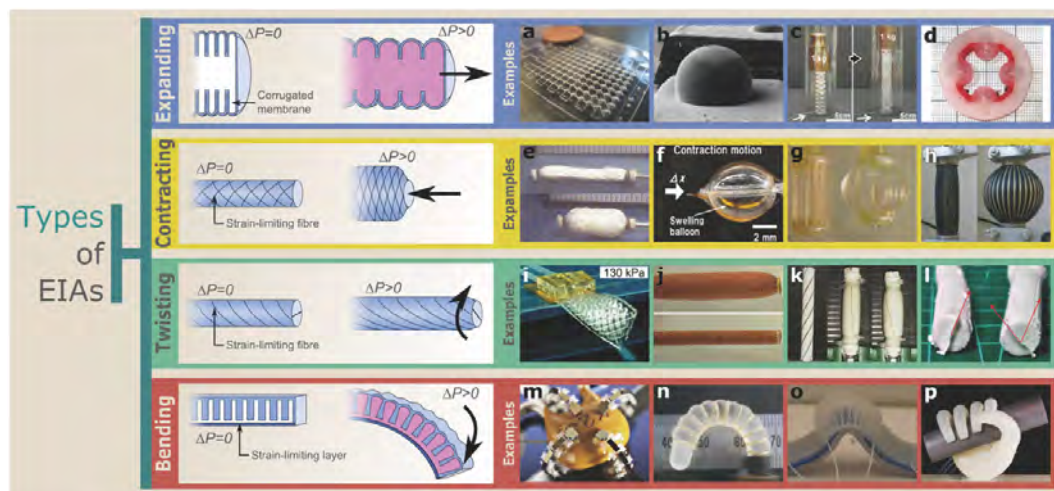 Types
of
EIAs
Expanding
ΔP=0
Corrugated
membrane
ΔP>0
Examples
a
b
c
d
Contracting
ΔP=0
Strain-limiting fibre
ΔP>0
Expamples
e
f
Contraction motion
Δx
Swelling
balloon
2 mm
g
h
Twisting
ΔP=0
Strain-limiting fibre
ΔP>0
Examples
i
130 kPa
j
k
l
Bending
ΔP=0
Strain-limiting layer
ΔP>0
Examples
m
n
o
p